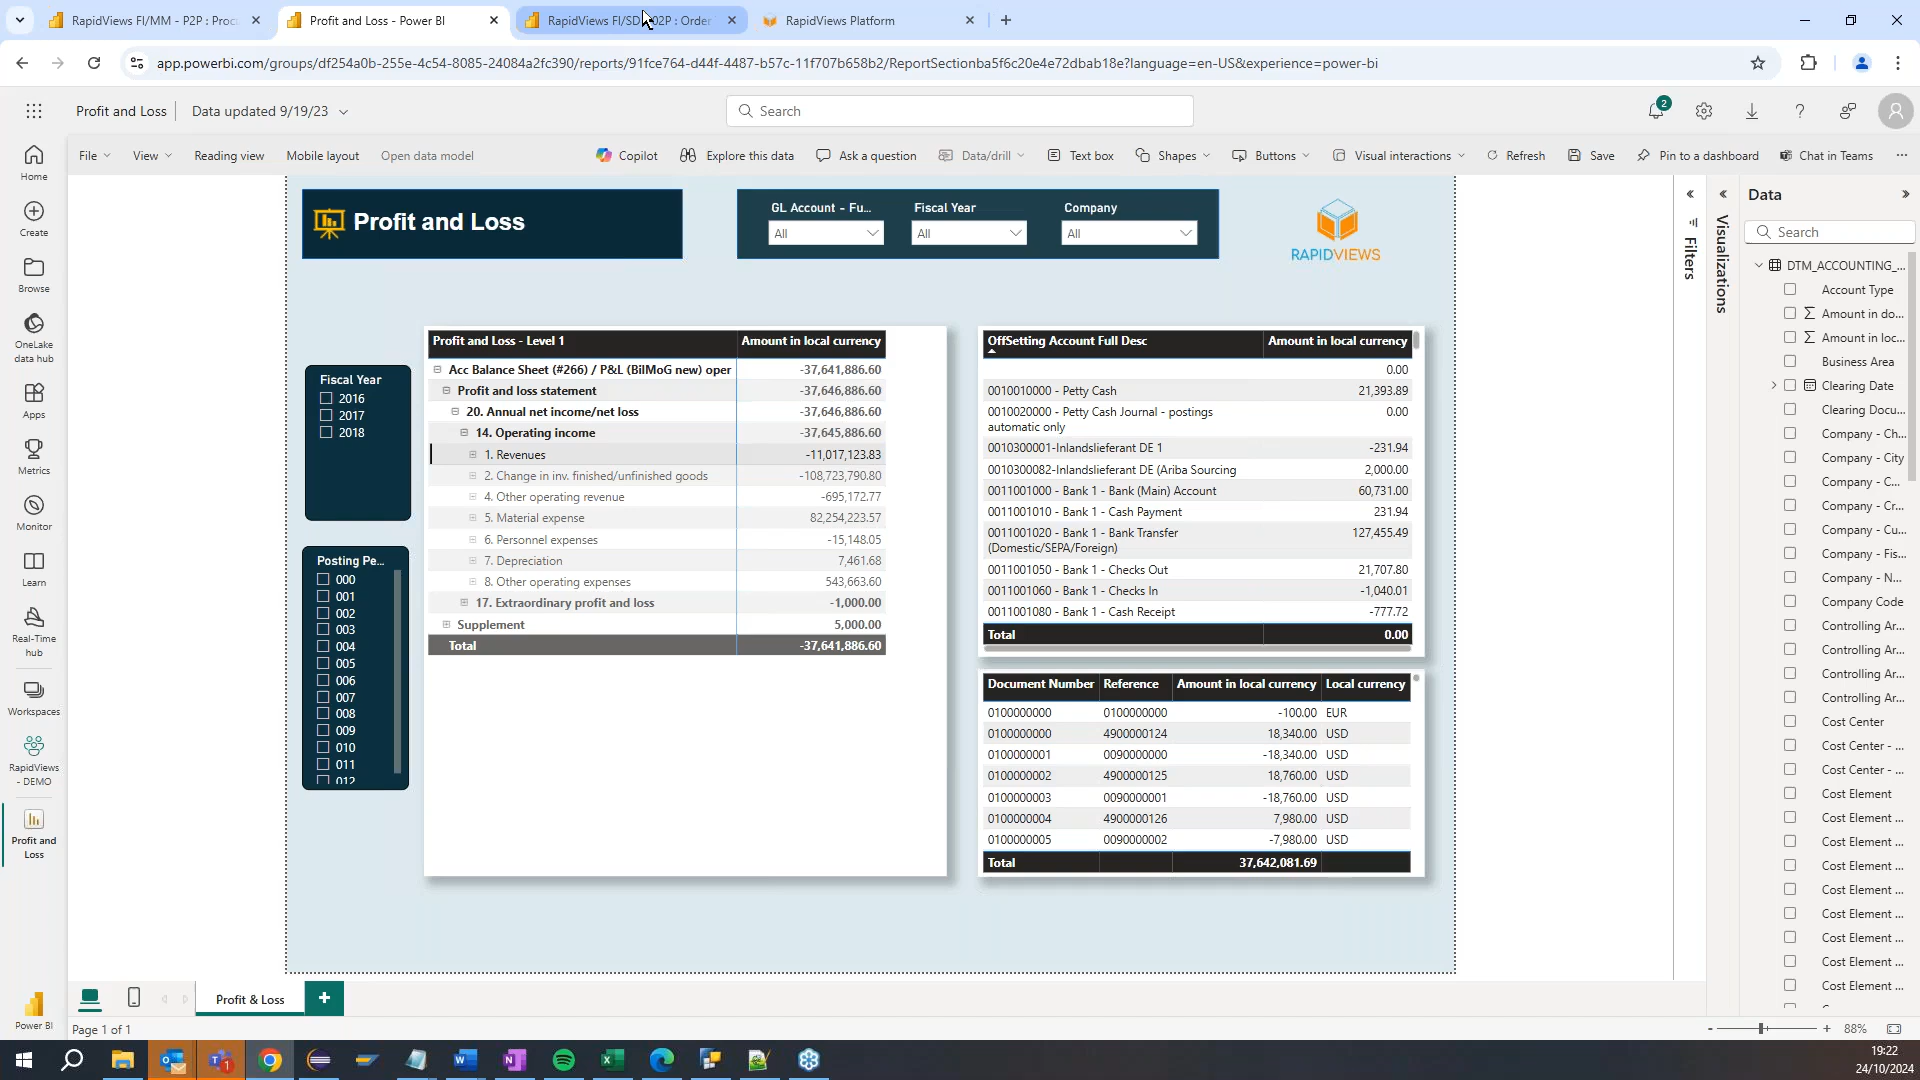 RapidViews FI/MM - P2P : Procu
Profit and Loss - Power BI
RapidViews FI/SD
02P : Order
RapidViews Platform
app.powerbi.com/groups/df254a0b-255e-4c54-8085-24084a2fc390/reports/91fce764-d44f-4487-b57c-11f707b658b2/ReportSectionba5f6c20e4e72dbab18e?language=en-US&experience=power-bi
Profit and Loss
Data updated 9/19/23
Search
2
File
View
Reading view
Mobile layout
Open data model
Copilot
Explore this data
Ask a question
Data/drill
Text box
Shapes
Buttons
Visual interactions
Refresh
Save
Pin to a dashboard
Chat in Teams
Home
Create
Browse
OneLake
data hub
Apps
Metrics
Monitor
Learn
Real-Time
hub
Workspaces
RapidViews
- DEMO
Profit and
Loss
Power BI
Profit and Loss
GL Account - Fu...
All
Fiscal Year
All
Company
All
RAPIDVIEWS
Fiscal Year
2016
2017
2018
Posting Pe...
000
001
002
003
004
005
006
007
008
009
010
011
012
Profit and Loss - Level 1 Amount in local currency
Acc Balance Sheet (#266) / P&L (BilMoG new) oper -37,641,886.60
Profit and loss statement -37,646,886.60
20. Annual net income/net loss -37,646,886.60
14. Operating income -37,645,886.60
1. Revenues -11,017,123.83
2. Change in inv. finished/unfinished goods -108,723,790.80
4. Other operating revenue -695,172.77
5. Material expense 82,254,223.57
6. Personnel expenses -15,148.05
7. Depreciation 7,461.68
8. Other operating expenses 543,663.60
17. Extraordinary profit and loss -1,000.00
Supplement 5,000.00
Total -37,641,886.60
OffSetting Account Full Desc Amount in local currency
0.00
0010010000 - Petty Cash 21,393.89
0010020000 - Petty Cash Journal - postings 0.00
automatic only
0010300001-Inlandslieferant DE 1 -231.94
0010300082-Inlandslieferant DE (Ariba Sourcing 2,000.00
0011001000 - Bank 1 - Bank (Main) Account 60,731.00
0011001010 - Bank 1 - Cash Payment 231.94
0011001020 - Bank 1 - Bank Transfer 127,455.49
(Domestic/SEPA/Foreign)
0011001050 - Bank 1 - Checks Out 21,707.80
0011001060 - Bank 1 - Checks In -1,040.01
0011001080 - Bank 1 - Cash Receipt -777.72
Total 0.00
Document Number Reference Amount in local currency Local currency
0100000000 0100000000 -100.00 EUR
0100000000 4900000124 18,340.00 USD
0100000001 0090000000 -18,340.00 USD
0100000002 4900000125 18,760.00 USD
0100000003 0090000001 -18,760.00 USD
0100000004 4900000126 7,980.00 USD
0100000005 0090000002 -7,980.00 USD
Total 37,642,081.69
Filters
Visualizations
Data
Search
DTM_ACCOUNTING_...
Account Type
Amount in do...
Amount in loc...
Business Area
Clearing Date
Clearing Docu...
Company - Ch...
Company - City
Company - C...
Company - Cr...
Company - Cu...
Company - Fis...
Company - N...
Company Code
Controlling Ar...
Controlling Ar...
Controlling Ar...
Controlling Ar...
Cost Center
Cost Center - ...
Cost Center - ...
Cost Element
Cost Element ...
Cost Element ...
Cost Element ...
Cost Element ...
Cost Element ...
Cost Element ...
Cost Element ...
Cost Element ...
Profit & Loss
Page 1 of 1
88%
19:22
24/10/2024